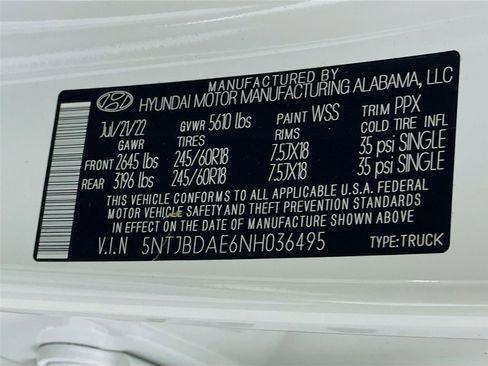 MANUFACTURED BY
HYUNDAI MOTOR MANUFACTURING ALABAMA, LLC
Jul/21/22 GVWR 5610 lbs PAINT WSS TRIM PPX
GAWR TIRES RIMS COLD TIRE INFL
FRONT 2645 lbs 245/60R18 7.5JX18 35 psi SINGLE
REAR 3196 lbs 245/60R18 7.5JX18 35 psi SINGLE
THIS VEHICLE CONFORMS TO ALL APPLICABLE U.S.A. FEDERAL
MOTOR VEHICLE SAFETY AND THEFT PREVENTION STANDARDS
IN EFFECT ON THE DATE OF MANUFACTURE SHOWN ABOVE.
V.I.N 5NTJBDAE6NH036495 TYPE:TRUCK